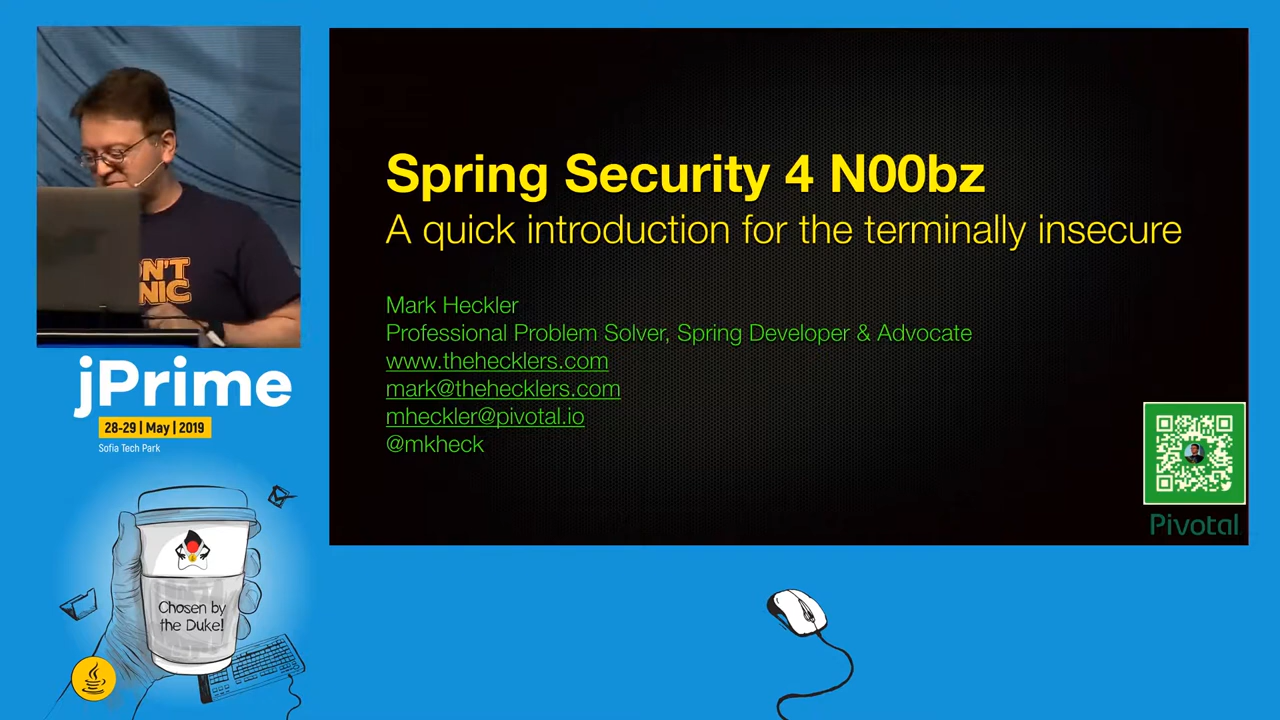 Spring Security 4 N00bz
A quick introduction for the terminally insecure
Mark Heckler
Professional Problem Solver, Spring Developer & Advocate
www.thehecklers.com
mark@thehecklers.com
mheckler@pivotal.io
@mkheck
Pivotal
N'T
NIC
jPrime
28-29 | May | 2019
Sofia Tech Park
Chosen by
the Duke!